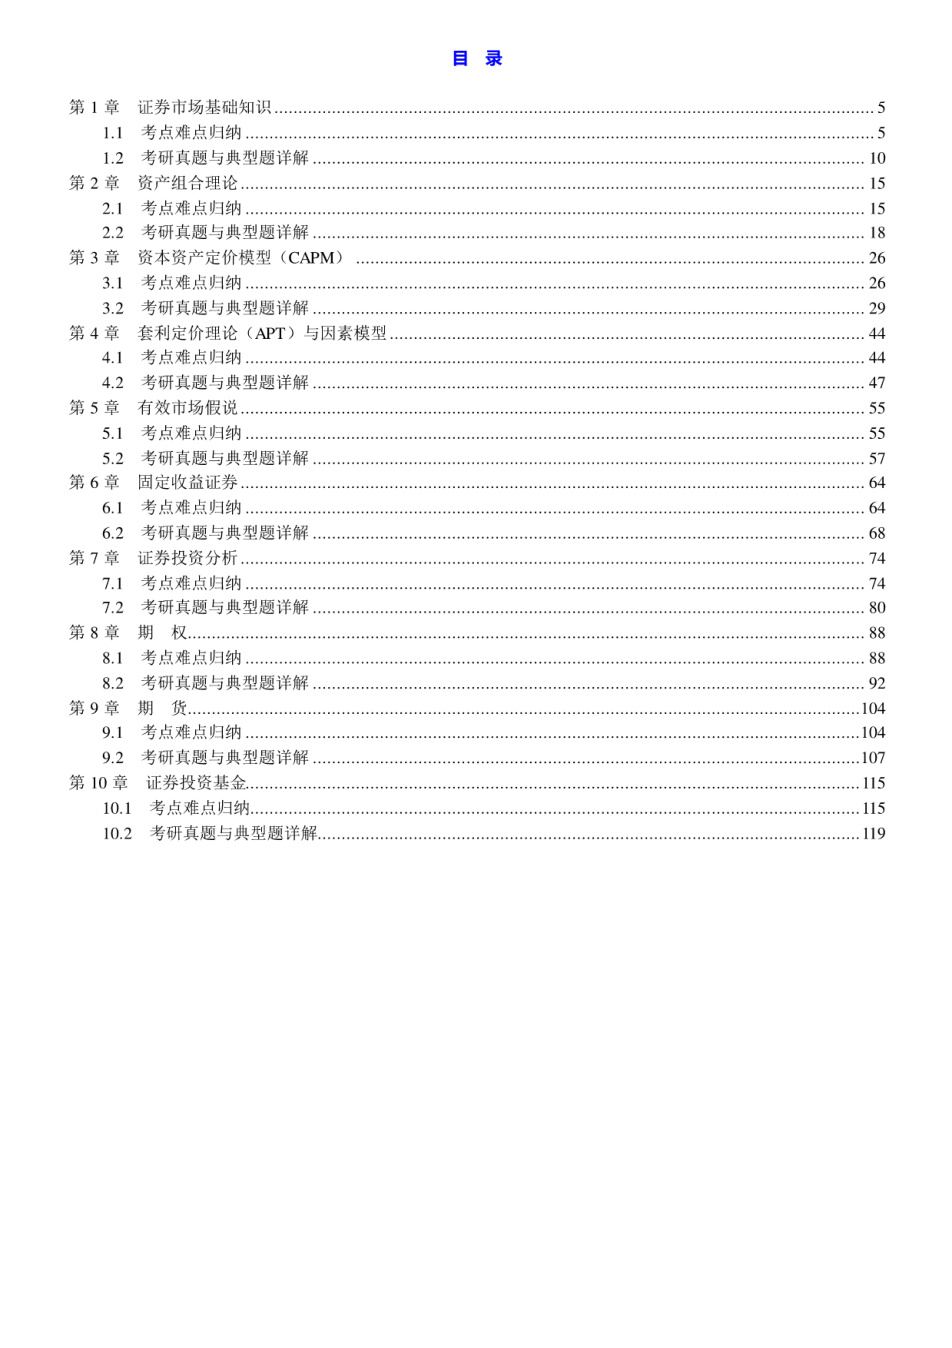 目　录
第 1 章　证券市场基础知识........................................5
1.1　考点难点归纳........................................5
1.2　考研真题与典型题详解........................................10
第 2 章　资产组合理论........................................15
2.1　考点难点归纳........................................15
2.2　考研真题与典型题详解........................................18
第 3 章　资本资产定价模型（CAPM）........................................26
3.1　考点难点归纳........................................26
3.2　考研真题与典型题详解........................................29
第 4 章　套利定价理论（APT）与因素模型........................................44
4.1　考点难点归纳........................................44
4.2　考研真题与典型题详解........................................47
第 5 章　有效市场假说........................................55
5.1　考点难点归纳........................................55
5.2　考研真题与典型题详解........................................57
第 6 章　固定收益证券........................................64
6.1　考点难点归纳........................................64
6.2　考研真题与典型题详解........................................68
第 7 章　证券投资分析........................................74
7.1　考点难点归纳........................................74
7.2　考研真题与典型题详解........................................80
第 8 章　期　权........................................88
8.1　考点难点归纳........................................88
8.2　考研真题与典型题详解........................................92
第 9 章　期　货........................................104
9.1　考点难点归纳........................................104
9.2　考研真题与典型题详解........................................107
第 10 章　证券投资基金........................................115
10.1　考点难点归纳........................................115
10.2　考研真题与典型题详解........................................119